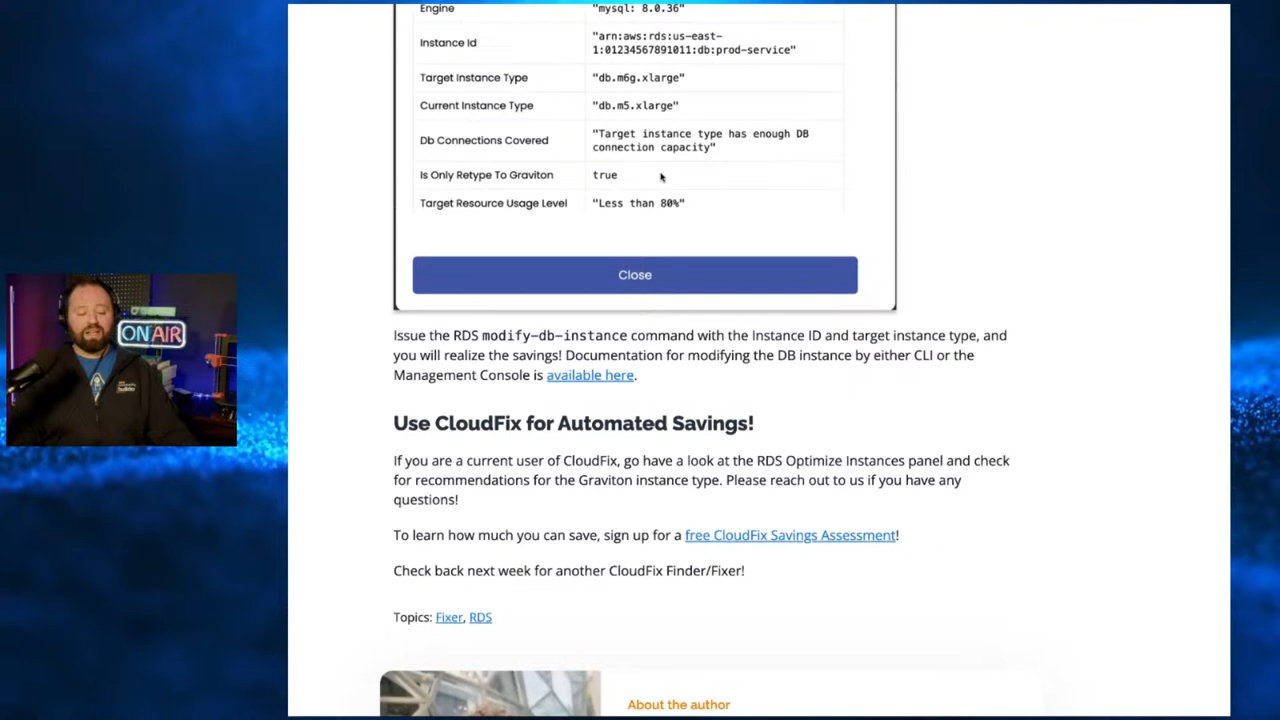 Engine "mysql: 8.0.36"
Instance Id "arn:aws:rds:us-east-
1:01234567891011:db:prod-service"
Target Instance Type "db.m6g.xlarge"
Current Instance Type "db.m5.xlarge"
Db Connections Covered "Target instance type has enough DB
connection capacity"
Is Only Retype To Graviton true
Target Resource Usage Level "Less than 80%"
Close
ON AIR
Issue the RDS modify-db-instance command with the Instance ID and target instance type, and
you will realize the savings! Documentation for modifying the DB instance by either CLI or the
Management Console is available here.
Use CloudFix for Automated Savings!
If you are a current user of CloudFix, go have a look at the RDS Optimize Instances panel and check
for recommendations for the Graviton instance type. Please reach out to us if you have any
questions!
To learn how much you can save, sign up for a free CloudFix Savings Assessment!
Check back next week for another CloudFix Finder/Fixer!
Topics: Fixer, RDS
About the author